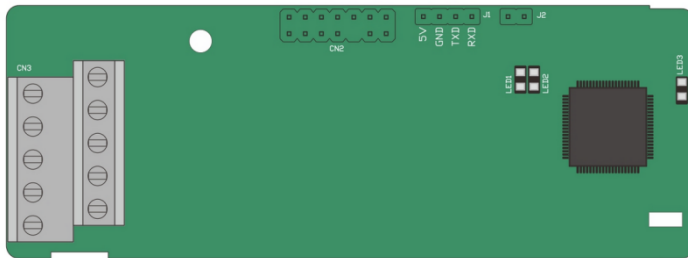 CN3
CN2
5V
GND
TXD
RXD
J1
J2
LED1
LED2
LED3